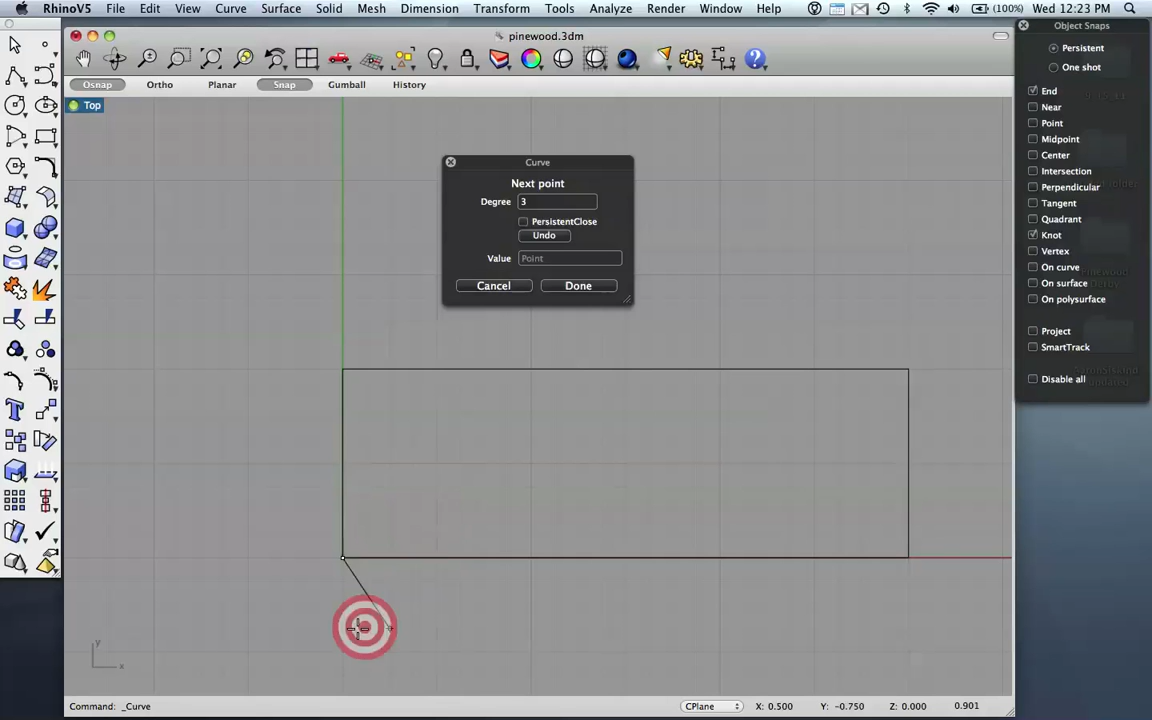 RhinoV5 File Edit View Curve Surface Solid Mesh Dimension Transform Tools Analyze Render Window Help (100%) Wed 12:23 PM
pinewood.3dm
Object Snaps
Osnap Ortho Planar Snap Gumball History
Top
Persistent
One shot
End
Near
Point
Midpoint
Center
Intersection
Perpendicular
Tangent
Quadrant
Knot
Vertex
On curve
On surface
On polysurface
Project
SmartTrack
Disable all
Curve
Next point
Degree 3
PersistentClose
Undo
Value Point
Cancel Done
y
x
Command: _Curve
CPlane X: 0.500 Y: -0.750 Z: 0.000 0.901